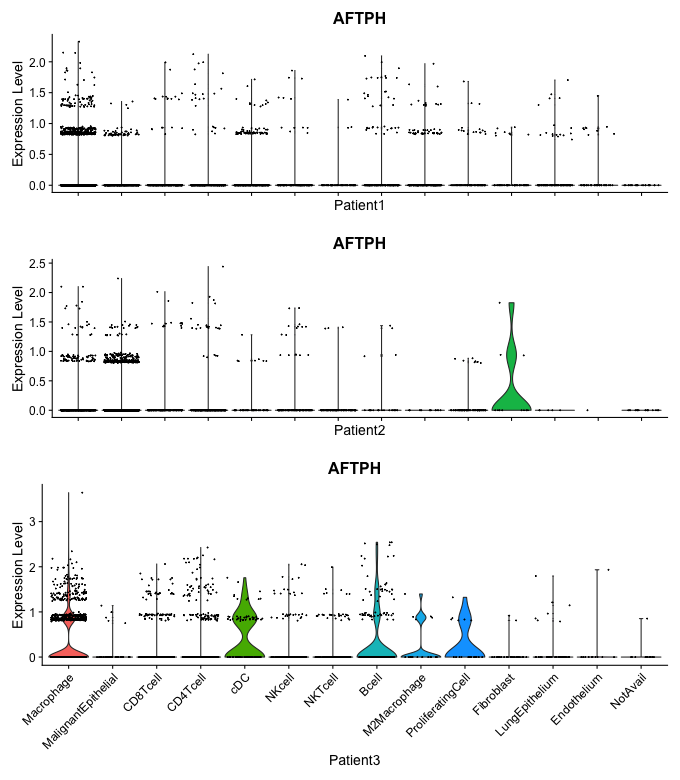 AFTPH
Expression Level
2.0
1.5
1.0
0.5
0.0
Patient1
AFTPH
Expression Level
2.5
2.0
1.5
1.0
0.5
0.0
Patient2
AFTPH
Expression Level
3
2
1
0
Macrophage
MalignantEpithelial
CD8Tcell
CD4Tcell
cDC
NKcell
NKTcell
Bcell
M2Macrophage
ProliferatingCell
Fibroblast
LungEpithelium
Endothelium
NotAvail
Patient3